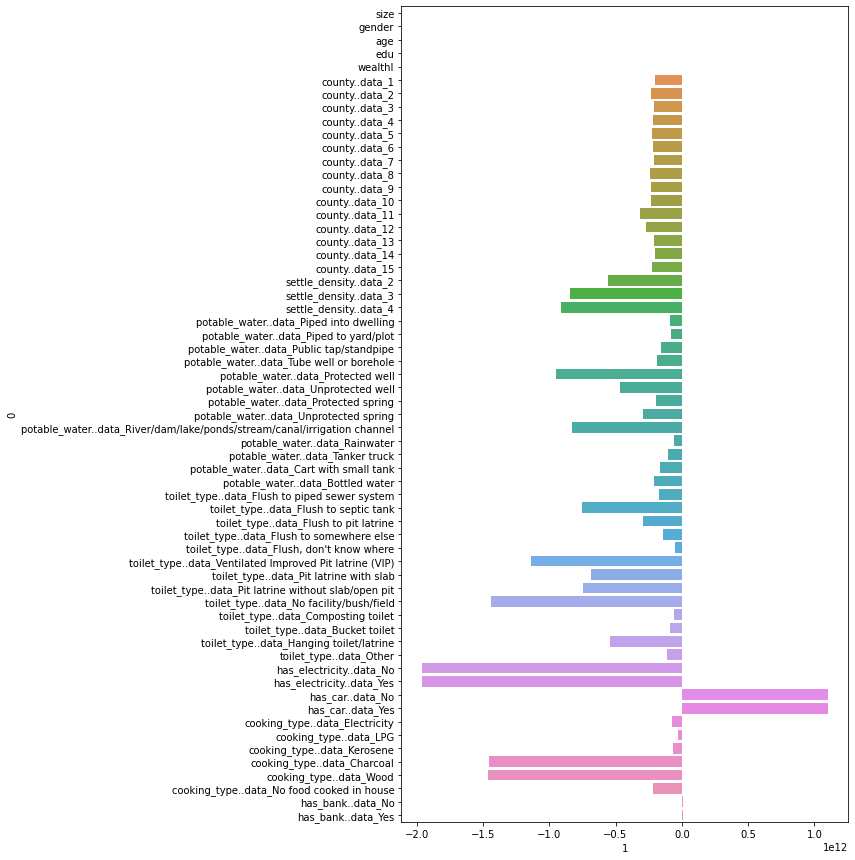 size
gender
age
edu
wealthI
county..data_1
county..data_2
county..data_3
county..data_4
county..data_5
county..data_6
county..data_7
county..data_8
county..data_9
county..data_10
county..data_11
county..data_12
county..data_13
county..data_14
county..data_15
settle_density..data_2
settle_density..data_3
settle_density..data_4
potable_water..data_Piped into dwelling
potable_water..data_Piped to yard/plot
potable_water..data_Public tap/standpipe
potable_water..data_Tube well or borehole
potable_water..data_Protected well
potable_water..data_Unprotected well
potable_water..data_Protected spring
0
potable_water..data_Unprotected spring
potable_water..data_River/dam/lake/ponds/stream/canal/irrigation channel
potable_water..data_Rainwater
potable_water..data_Tanker truck
potable_water..data_Cart with small tank
potable_water..data_Bottled water
toilet_type..data_Flush to piped sewer system
toilet_type..data_Flush to septic tank
toilet_type..data_Flush to pit latrine
toilet_type..data_Flush to somewhere else
toilet_type..data_Flush, don't know where
toilet_type..data_Ventilated Improved Pit latrine (VIP)
toilet_type..data_Pit latrine with slab
toilet_type..data_Pit latrine without slab/open pit
toilet_type..data_No facility/bush/field
toilet_type..data_Composting toilet
toilet_type..data_Bucket toilet
toilet_type..data_Hanging toilet/latrine
toilet_type..data_Other
has_electricity..data_No
has_electricity..data_Yes
has_car..data_No
has_car..data_Yes
cooking_type..data_Electricity
cooking_type..data_LPG
cooking_type..data_Kerosene
cooking_type..data_Charcoal
cooking_type..data_Wood
cooking_type..data_No food cooked in house
has_bank..data_No
has_bank..data_Yes
−2.0 −1.5 −1.0 −0.5 0.0 0.5 1.0
1 1e12